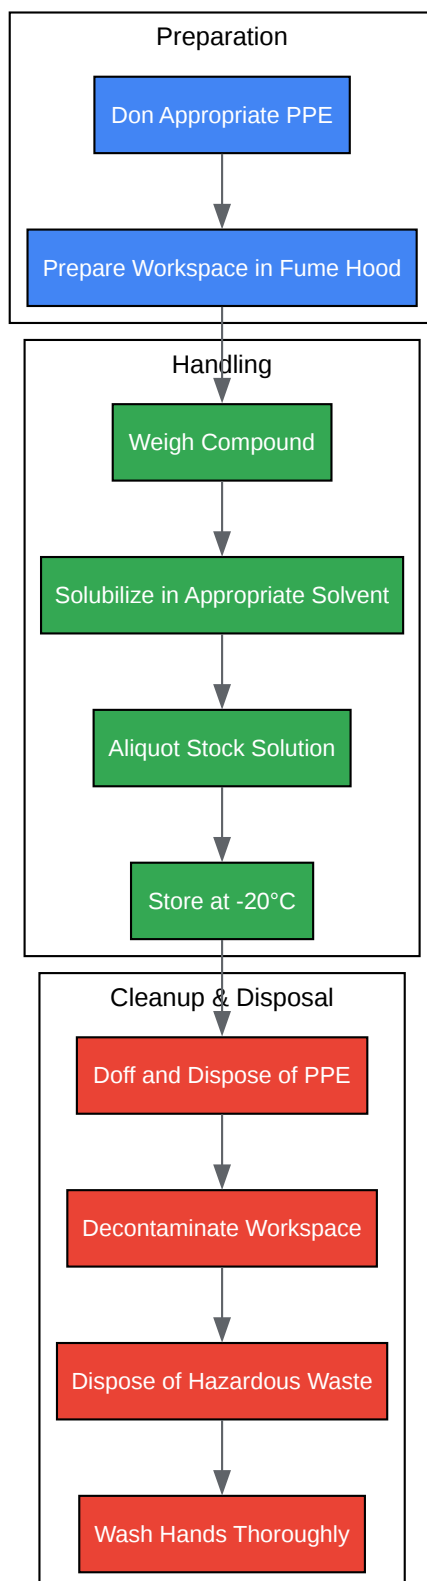 Preparation
Don Appropriate PPE
Prepare Workspace in Fume Hood
Handling
Weigh Compound
Solubilize in Appropriate Solvent
Aliquot Stock Solution
Store at -20°C
Cleanup & Disposal
Doff and Dispose of PPE
Decontaminate Workspace
Dispose of Hazardous Waste
Wash Hands Thoroughly